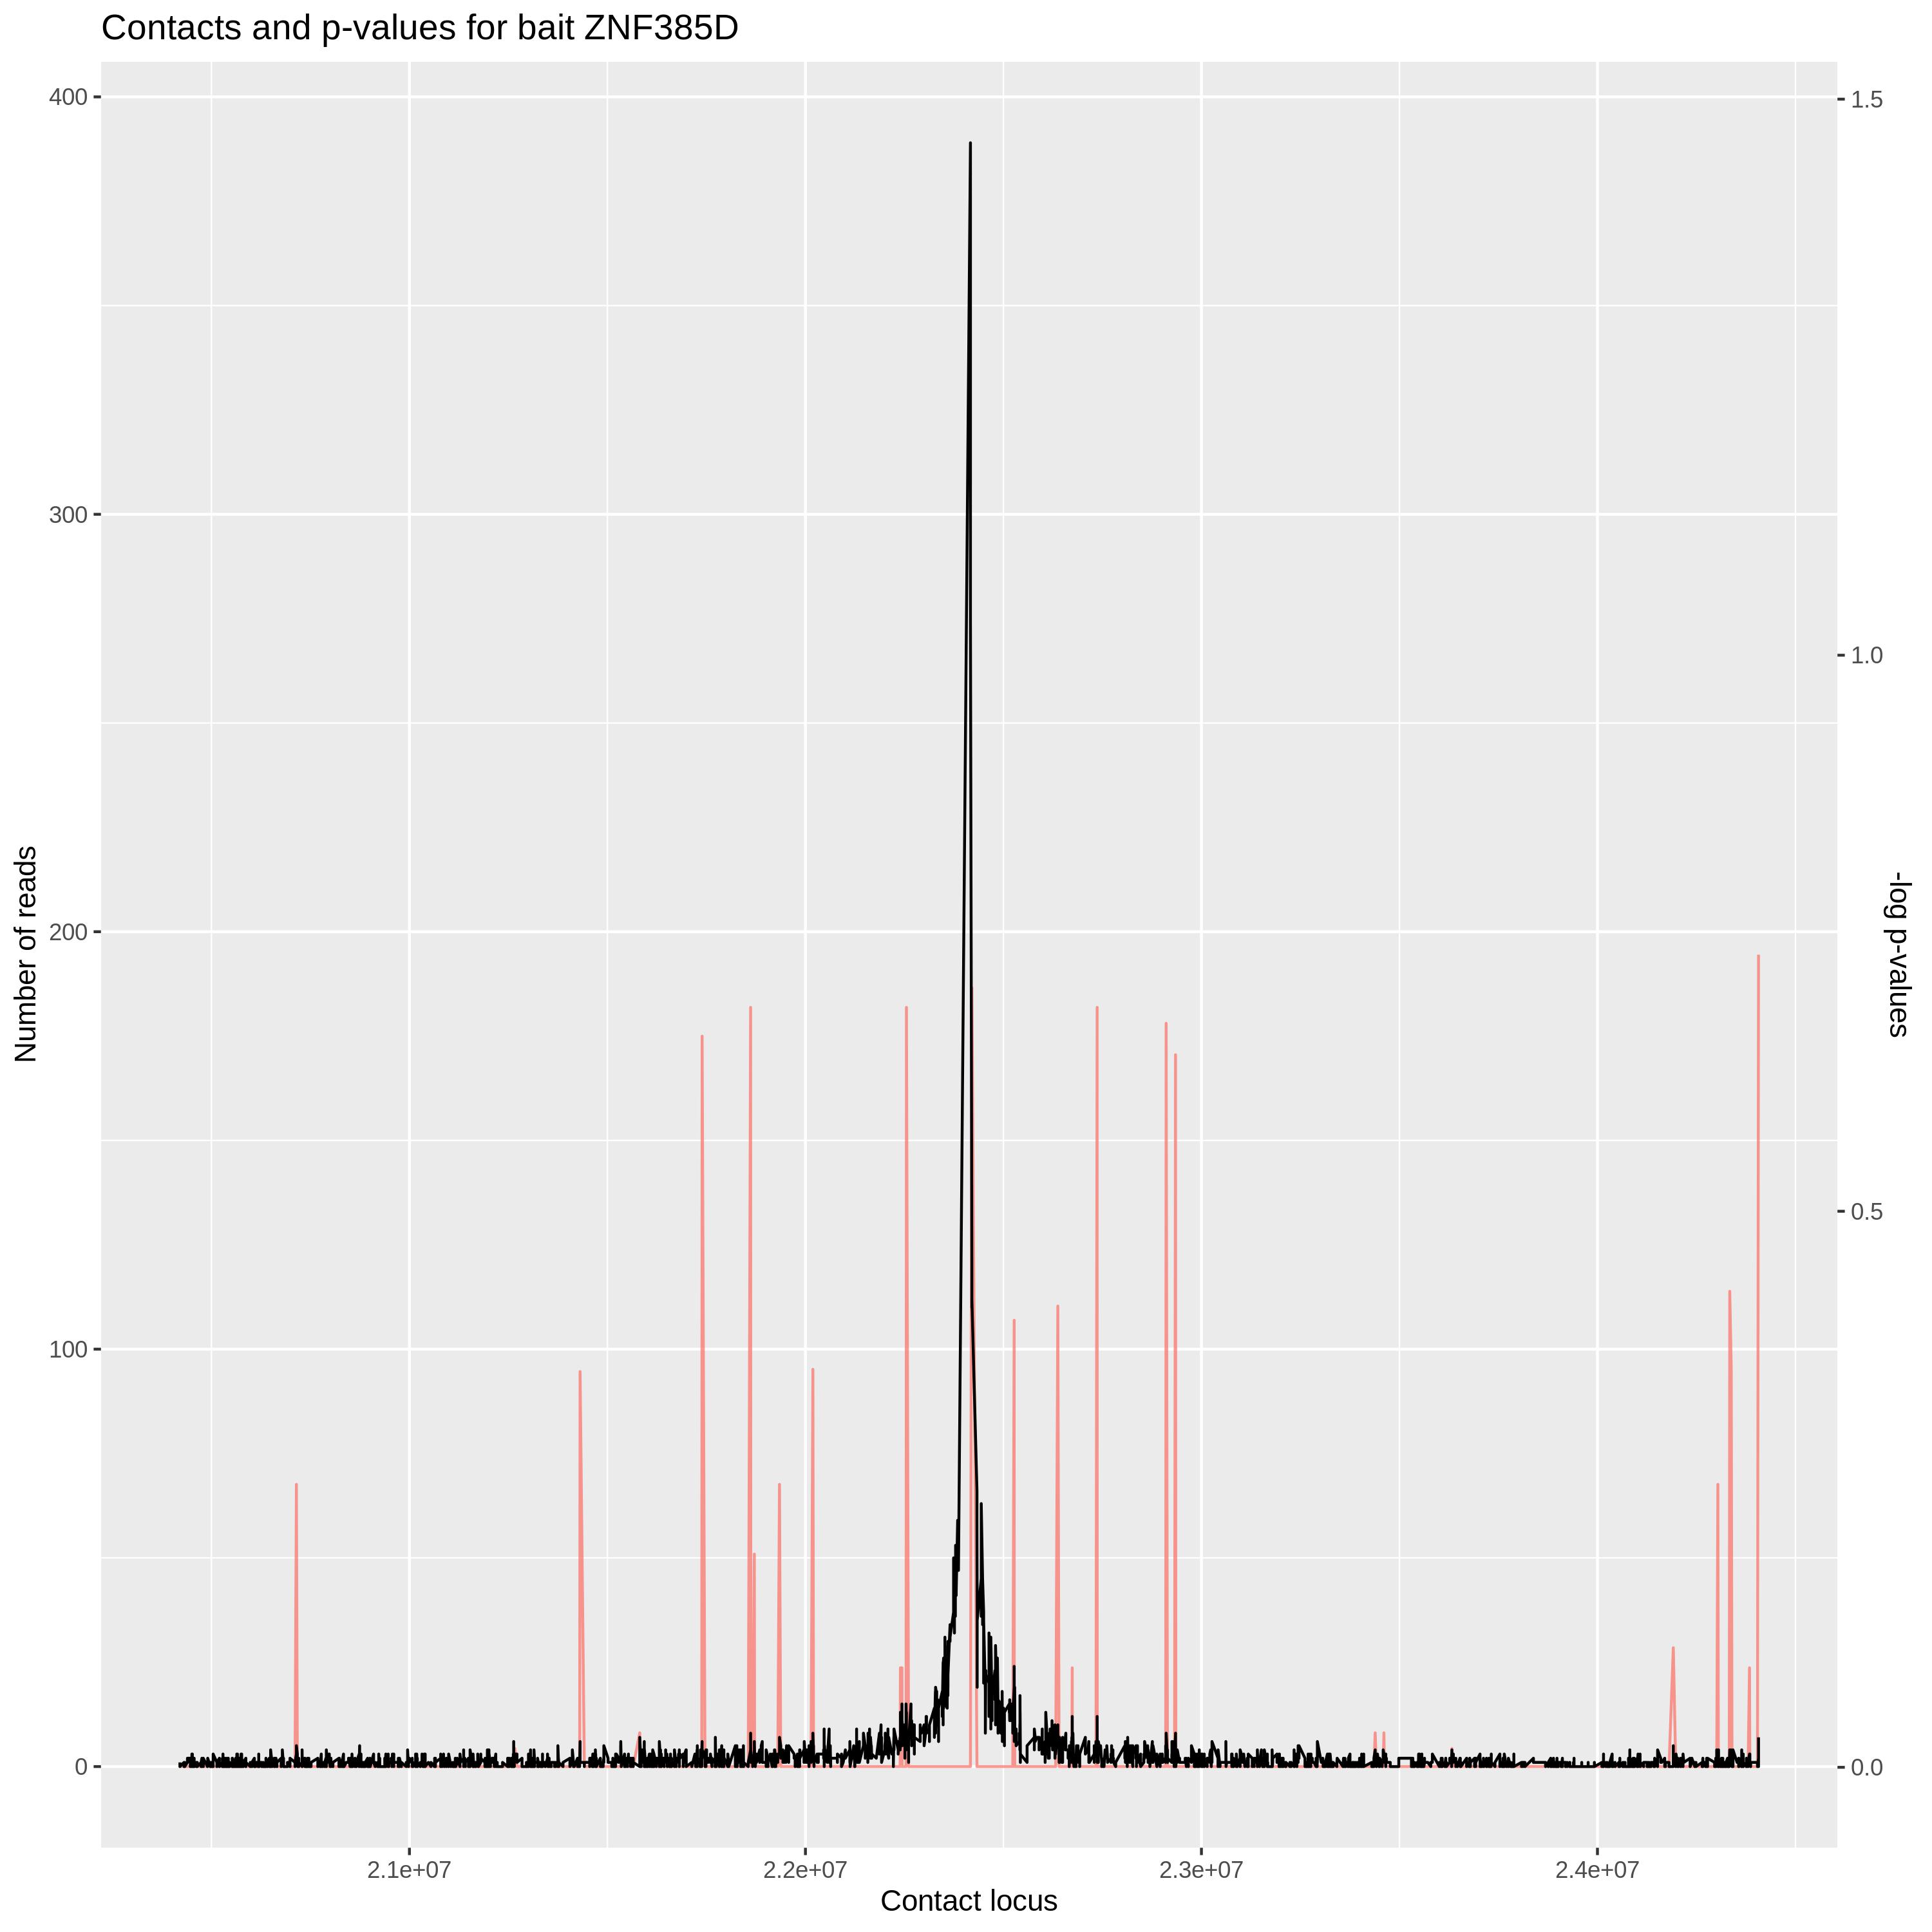 Contacts and p-values for bait ZNF385D
400
300
200
100
0
Number of reads
1.5
1.0
0.5
0.0
-log p-values
2.1e+07
2.2e+07
2.3e+07
2.4e+07
Contact locus